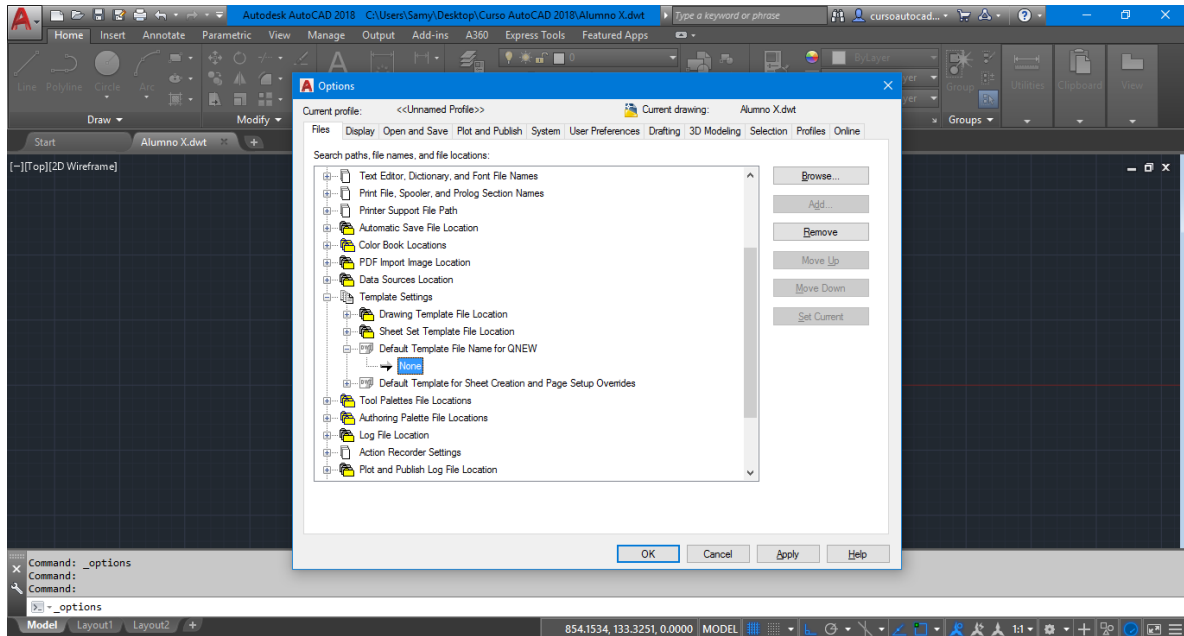 Autodesk AutoCAD 2018 C:\Users\Samy\Desktop\Curso AutoCAD 2018\Alumno X.dwt Type a keyword or phrase cursoautocad...
Home Insert Annotate Parametric View Manage Output Add-ins A360 Express Tools Featured Apps
Line Polyline Circle Arc
0
ByLayer
Group
Utilities Clipboard View
Draw Modify Groups
Start Alumno X.dwt
[−][Top][2D Wireframe]
Options
Current profile: <<Unnamed Profile>> Current drawing: Alumno X.dwt
Files Display Open and Save Plot and Publish System User Preferences Drafting 3D Modeling Selection Profiles Online
Search paths, file names, and file locations:
Text Editor, Dictionary, and Font File Names
Print File, Spooler, and Prolog Section Names
Printer Support File Path
Automatic Save File Location
Color Book Locations
PDF Import Image Location
Data Sources Location
Template Settings
Drawing Template File Location
Sheet Set Template File Location
Default Template File Name for QNEW
None
Default Template for Sheet Creation and Page Setup Overrides
Tool Palettes File Locations
Authoring Palette File Locations
Log File Location
Action Recorder Settings
Plot and Publish Log File Location
Browse...
Add...
Remove
Move Up
Move Down
Set Current
OK Cancel Apply Help
Command: _options
Command:
Command:
_options
Model Layout1 Layout2 +
854.1534, 133.3251, 0.0000 MODEL 1:1